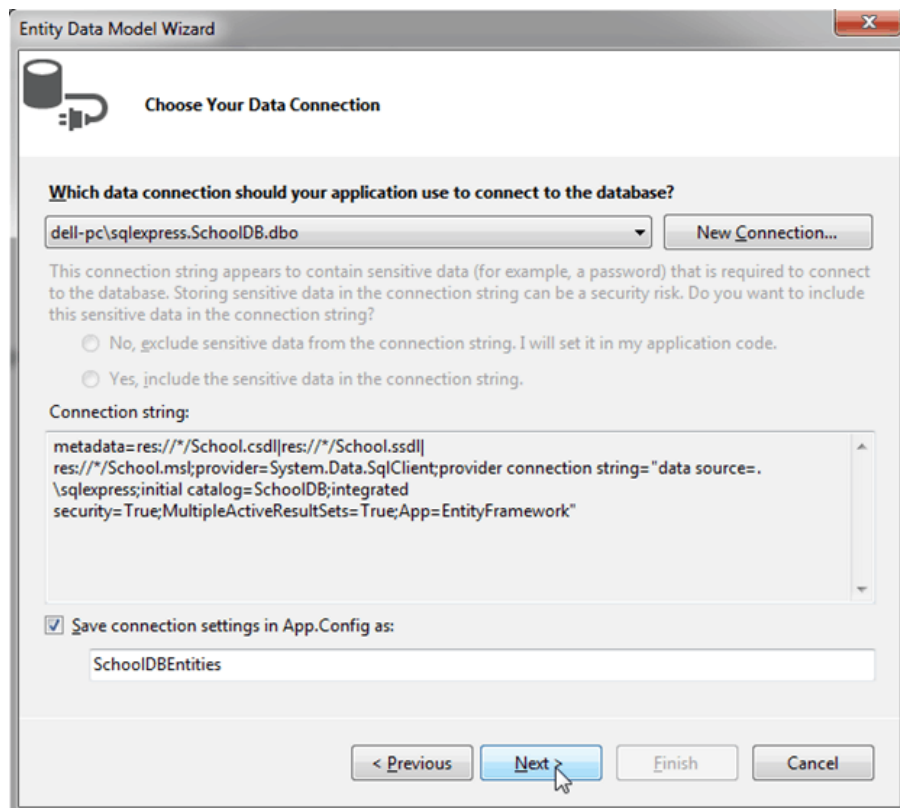 Entity Data Model Wizard
Choose Your Data Connection
Which data connection should your application use to connect to the database?
dell-pc\sqlexpress.SchoolDB.dbo
New Connection...
This connection string appears to contain sensitive data (for example, a password) that is required to connect
to the database. Storing sensitive data in the connection string can be a security risk. Do you want to include
this sensitive data in the connection string?
No, exclude sensitive data from the connection string. I will set it in my application code.
Yes, include the sensitive data in the connection string.
Connection string:
metadata=res://*/School.csdl|res://*/School.ssdl|
res://*/School.msl;provider=System.Data.SqlClient;provider connection string="data source=.
\sqlexpress;initial catalog=SchoolDB;integrated
security=True;MultipleActiveResultSets=True;App=EntityFramework"
Save connection settings in App.Config as:
SchoolDBEntities
< Previous
Next >
Finish
Cancel